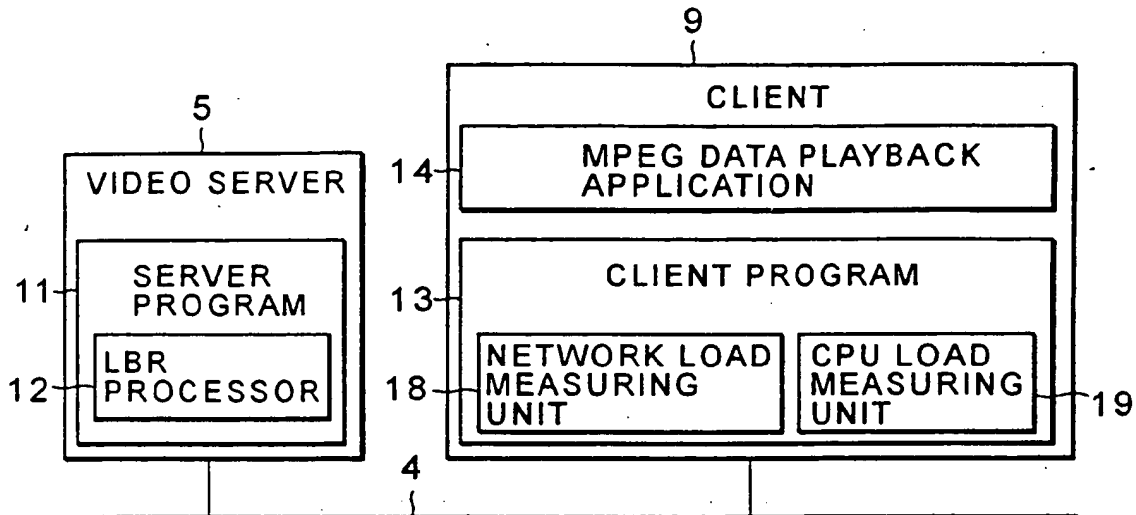 9
CLIENT
5
MPEG DATA PLAYBACK
APPLICATION
14
VIDEO SERVER
SERVER
PROGRAM
11
CLIENT PROGRAM
13
LBR
PROCESSOR
12
NETWORK LOAD
MEASURING
UNIT
18
CPU LOAD
MEASURING
UNIT
19
4